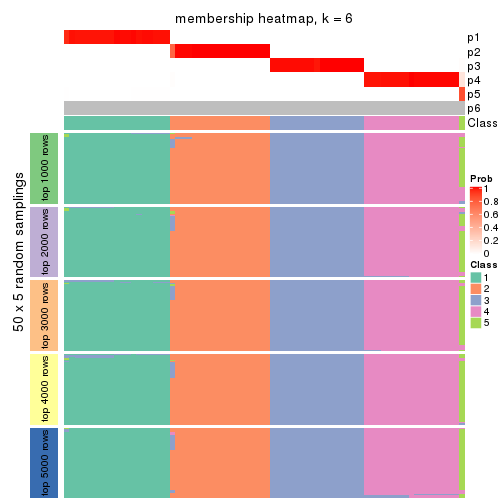 membership heatmap, k = 6
p1
p2
p3
p4
p5
p6
Class
50 x 5 random samplings
top 1000 rows
top 2000 rows
top 3000 rows
top 4000 rows
top 5000 rows
Prob
1
0.8
0.6
0.4
0.2
0
Class
1
2
3
4
5